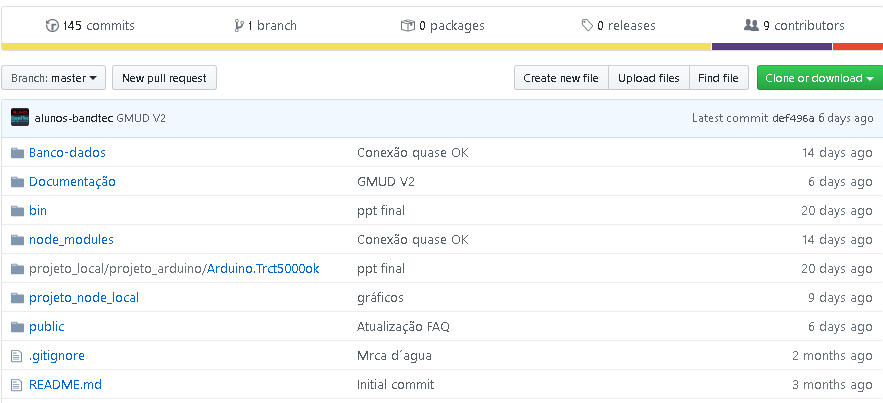 145 commits 1 branch 0 packages 0 releases 9 contributors
Branch: master New pull request Create new file Upload files Find file Clone or download
alunos-bandtec GMUD V2 Latest commit def496a 6 days ago
Banco-dados Conexão quase OK 14 days ago
Documentação GMUD V2 6 days ago
bin ppt final 20 days ago
node_modules Conexão quase OK 14 days ago
projeto_local/projeto_arduino/Arduino.Trct5000ok ppt final 20 days ago
projeto_node_local gráficos 9 days ago
public Atualização FAQ 6 days ago
.gitignore Mrca d´agua 2 months ago
README.md Initial commit 3 months ago